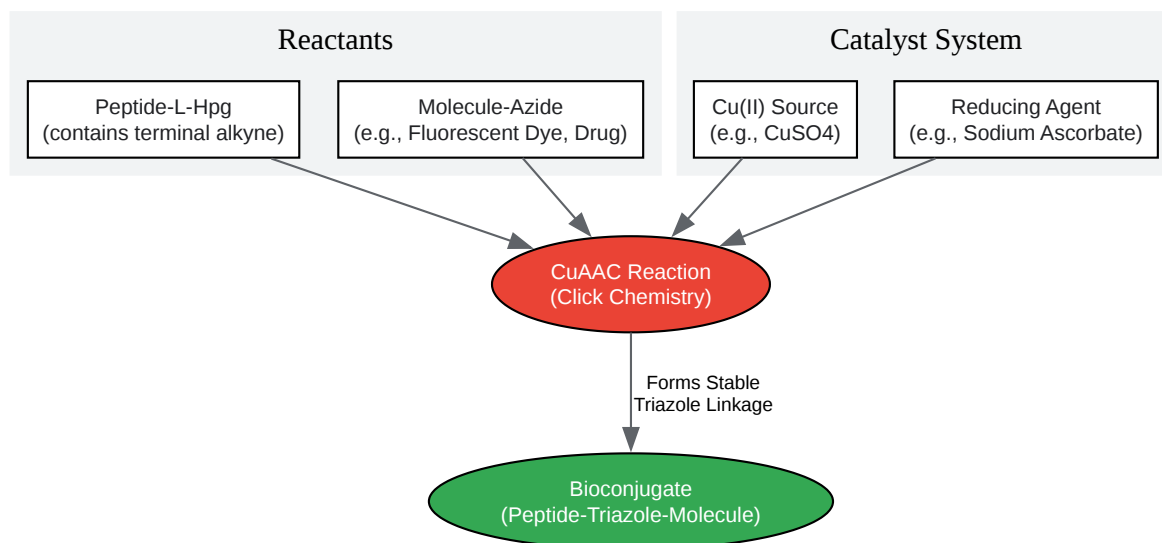 Reactants
Catalyst System
Peptide-L-Hpg
(contains terminal alkyne)
Molecule-Azide
(e.g., Fluorescent Dye, Drug)
Cu(II) Source
(e.g., CuSO4)
Reducing Agent
(e.g., Sodium Ascorbate)
CuAAC Reaction
(Click Chemistry)
Forms Stable
Triazole Linkage
Bioconjugate
(Peptide-Triazole-Molecule)